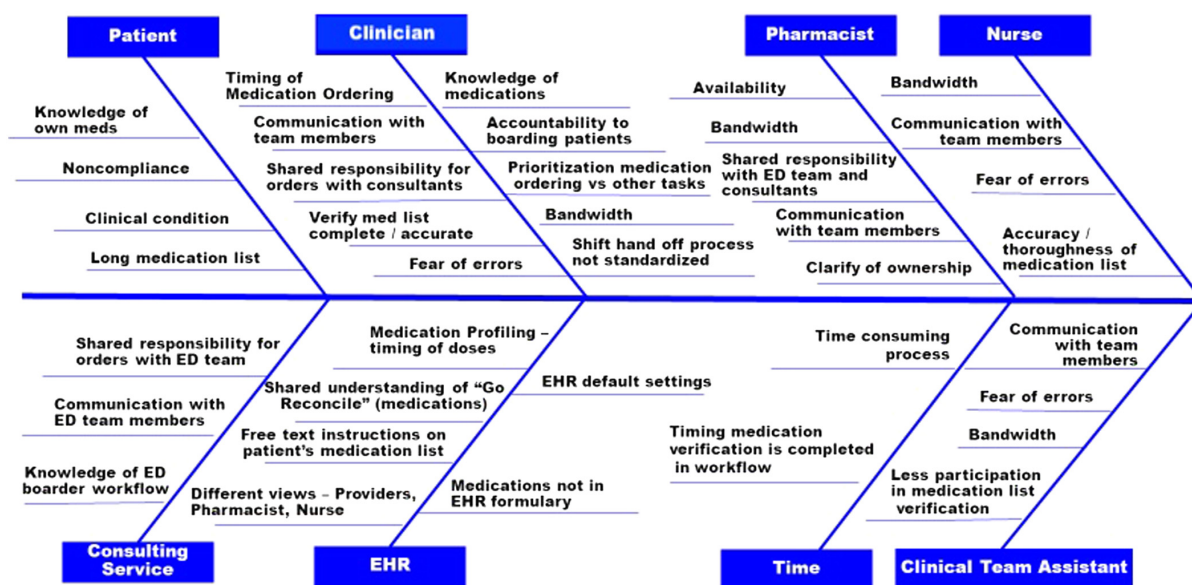 Patient
Clinician
Pharmacist
Nurse
Knowledge of
own meds
Noncompliance
Clinical condition
Long medication list
Timing of
Medication Ordering
Communication with
team members
Shared responsibility for
orders with consultants
Verify med list
complete / accurate
Fear of errors
Knowledge of
medications
Accountability to
boarding patients
Prioritization medication
ordering vs other tasks
Bandwidth
Shift hand off process
not standardized
Availability
Bandwidth
Shared responsibility
with ED team and
consultants
Communication
with team members
Clarify of ownership
Bandwidth
Communication with
team members
Fear of errors
Accuracy /
thoroughness of
medication list
Shared responsibility for
orders with ED team
Communication with
ED team members
Knowledge of ED
boarder workflow
Medication Profiling –
timing of doses
Shared understanding of “Go
Reconcile” (medications)
Free text instructions on
patient’s medication list
Different views – Providers,
Pharmacist, Nurse
EHR default settings
Medications not in
EHR formulary
Time consuming
process
Timing medication
verification is completed
in workflow
Communication
with team
members
Fear of errors
Bandwidth
Less participation
in medication list
verification
Consulting
Service
EHR
Time
Clinical Team Assistant